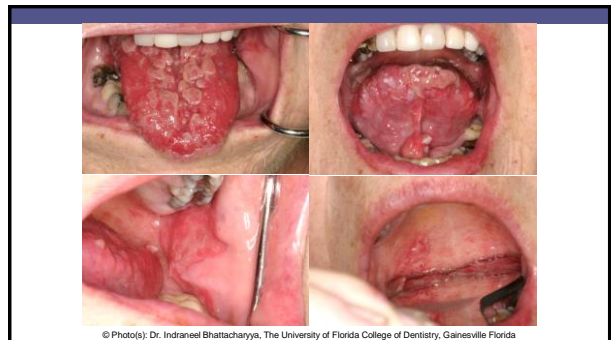 © Photo(s): Dr. Indraneel Bhattacharyya, The University of Florida College of Dentistry, Gainesville Florida